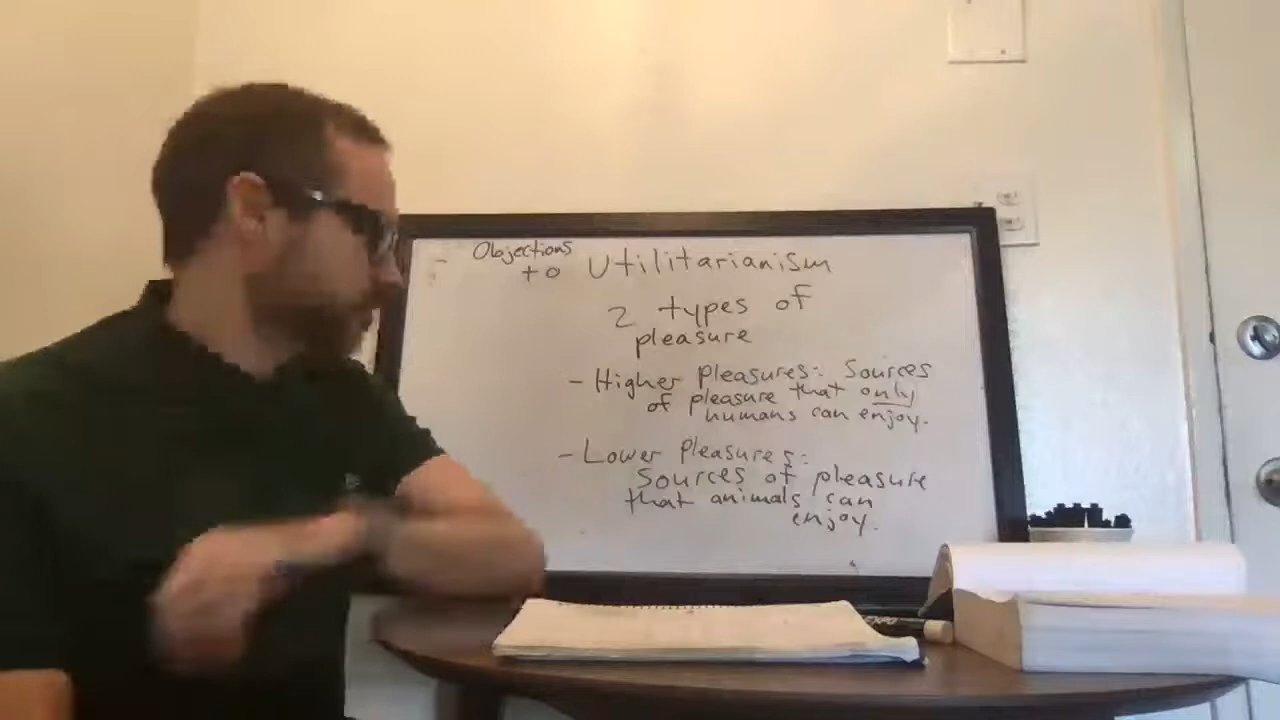 - Objections
to Utilitarianism
2 types of
pleasure
- Higher Pleasures: Sources
of pleasure that only
humans can enjoy.
- Lower Pleasures:
Sources of pleasure
that animals can
enjoy.
EXPO